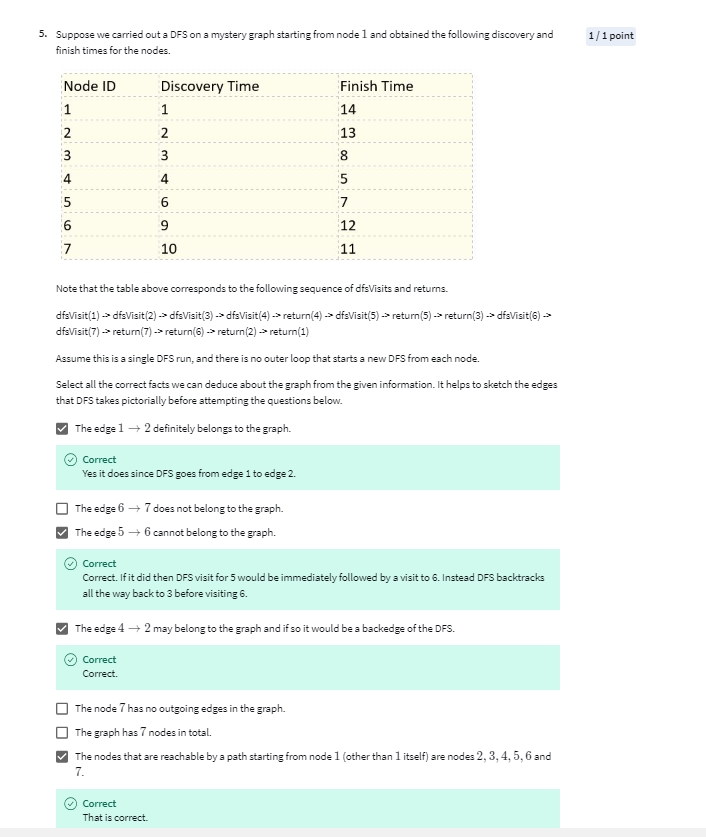 5. Suppose we carried out a DFS on a mystery graph starting from node 1 and obtained the following discovery and
finish times for the nodes.
1 / 1 point
Node ID Discovery Time Finish Time
1 1 14
2 2 13
3 3 8
4 4 5
5 6 7
6 9 12
7 10 11
Note that the table above corresponds to the following sequence of dfsVisits and returns.
dfsVisit(1) -> dfsVisit(2) -> dfsVisit(3) -> dfsVisit(4) -> return(4) -> dfsVisit(5) -> return(5) -> return(3) -> dfsVisit(6) ->
dfsVisit(7) -> return(7) -> return(6) -> return(2) -> return(1)
Assume this is a single DFS run, and there is no outer loop that starts a new DFS from each node.
Select all the correct facts we can deduce about the graph from the given information. It helps to sketch the edges
that DFS takes pictorially before attempting the questions below.
The edge 1 → 2 definitely belongs to the graph.
Correct
Yes it does since DFS goes from edge 1 to edge 2.
The edge 6 → 7 does not belong to the graph.
The edge 5 → 6 cannot belong to the graph.
Correct
Correct. If it did then DFS visit for 5 would be immediately followed by a visit to 6. Instead DFS backtracks
all the way back to 3 before visiting 6.
The edge 4 → 2 may belong to the graph and if so it would be a backedge of the DFS.
Correct
Correct.
The node 7 has no outgoing edges in the graph.
The graph has 7 nodes in total.
The nodes that are reachable by a path starting from node 1 (other than 1 itself) are nodes 2, 3, 4, 5, 6 and
7.
Correct
That is correct.